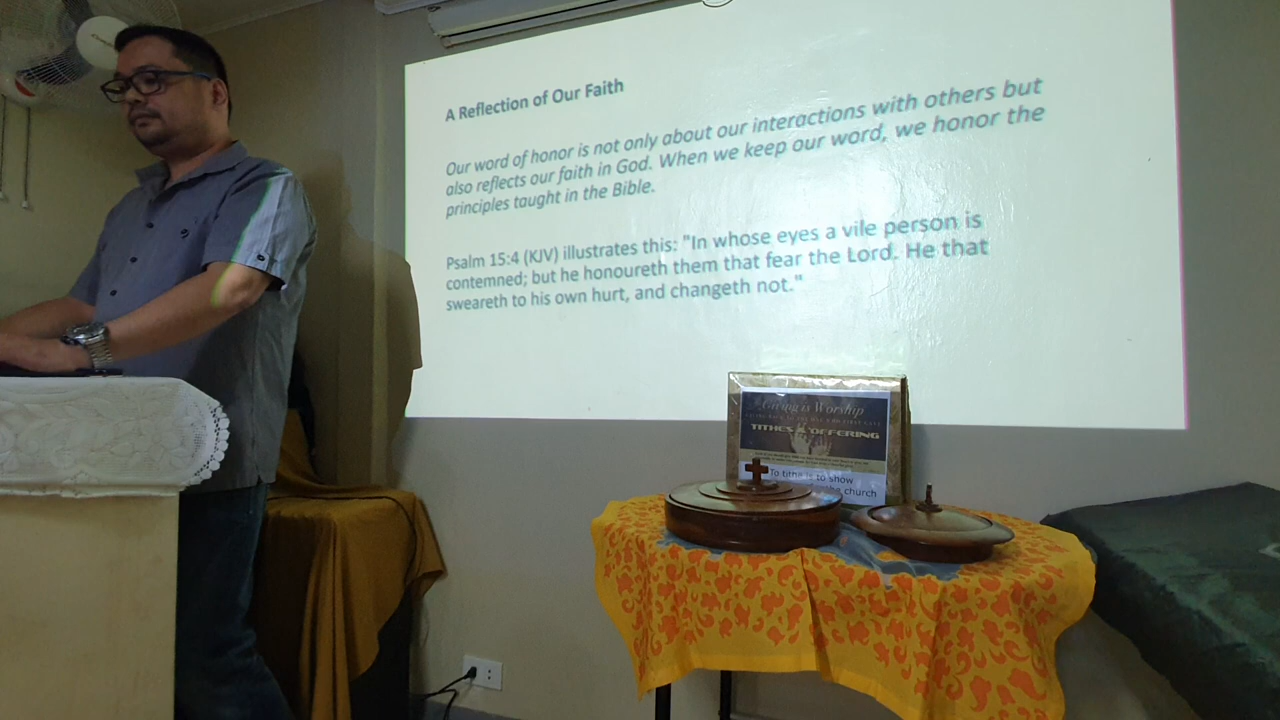 A Reflection of Our Faith
Our word of honor is not only about our interactions with others but
also reflects our faith in God. When we keep our word, we honor the
principles taught in the Bible.
Psalm 15:4 (KJV) illustrates this: "In whose eyes a vile person is
contemned; but he honoureth them that fear the Lord. He that
sweareth to his own hurt, and changeth not."
Giving is Worship
TITHES & OFFERING
To tithe is to show
the church